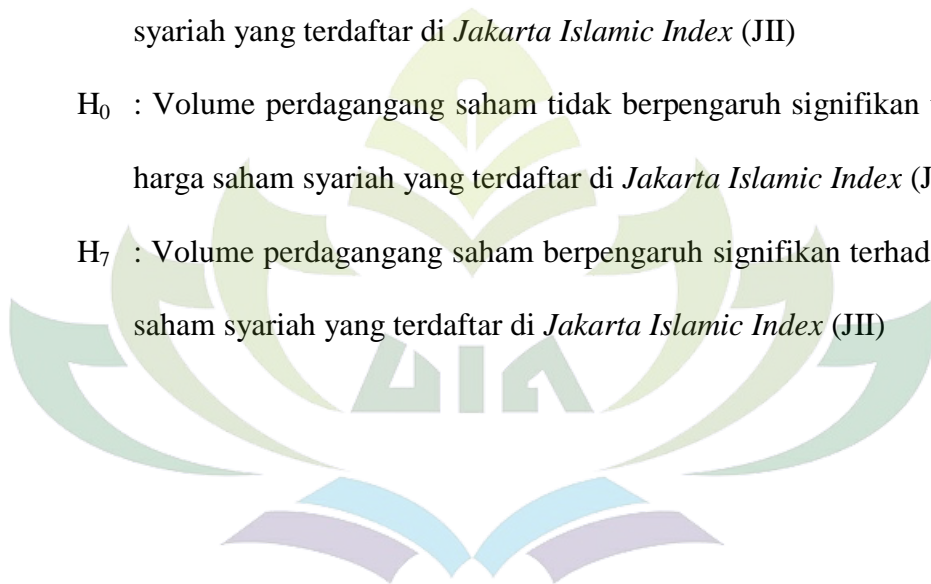 syariah yang terdaftar di Jakarta Islamic Index (JII)
H₀ : Volume perdagangang saham tidak berpengaruh signifikan
harga saham syariah yang terdaftar di Jakarta Islamic Index (J
H₇ : Volume perdagangang saham berpengaruh signifikan terhad
saham syariah yang terdaftar di Jakarta Islamic Index (JII)
UIN